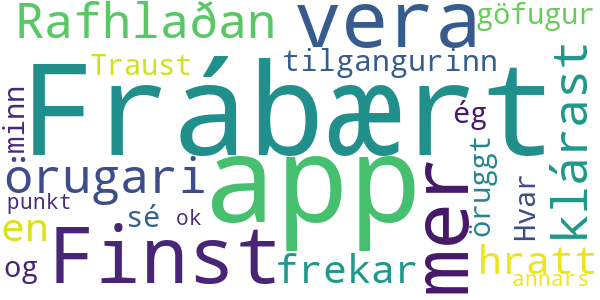 Rafhlaðan vera göfugur
Traust tilgangurinn
Frábært
minn örugari app mer ég öruggt Hvar klárast
punkt
en sé ok
og Finst frekar hratt
annars